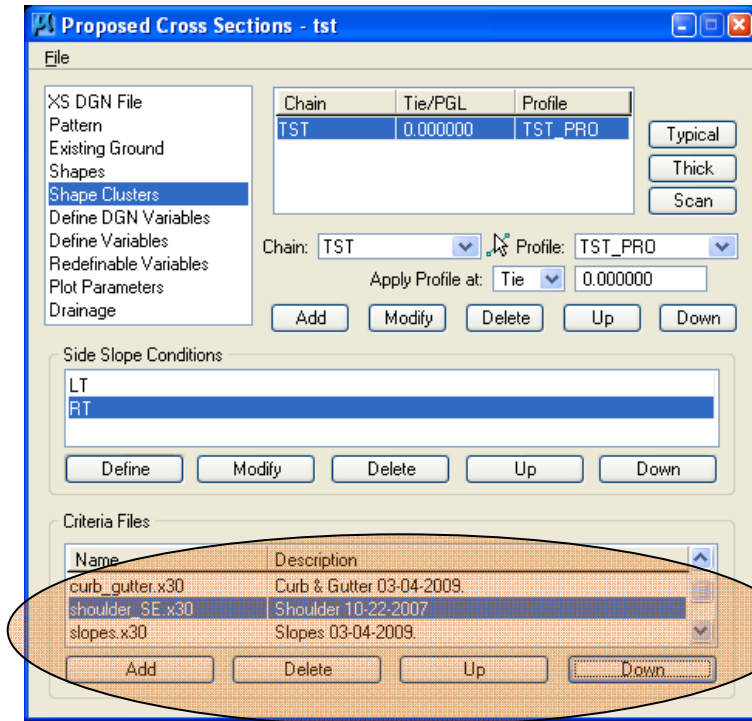 Proposed Cross Sections - tst
File
XS DGN File
Pattern
Existing Ground
Shapes
Shape Clusters
Define DGN Variables
Define Variables
Redefinable Variables
Plot Parameters
Drainage
Chain Tie/PGL Profile
TST 0.000000 TST_PRO
Typical
Thick
Scan
Chain: TST Profile: TST_PRO
Apply Profile at: Tie 0.000000
Add Modify Delete Up Down
Side Slope Conditions
LT
RT
Define Modify Delete Up Down
Criteria Files
Name Description
curb_gutter.x30 Curb & Gutter 03-04-2009.
shoulder_SE.x30 Shoulder 10-22-2007
slopes.x30 Slopes 03-04-2009.
Add Delete Up Down